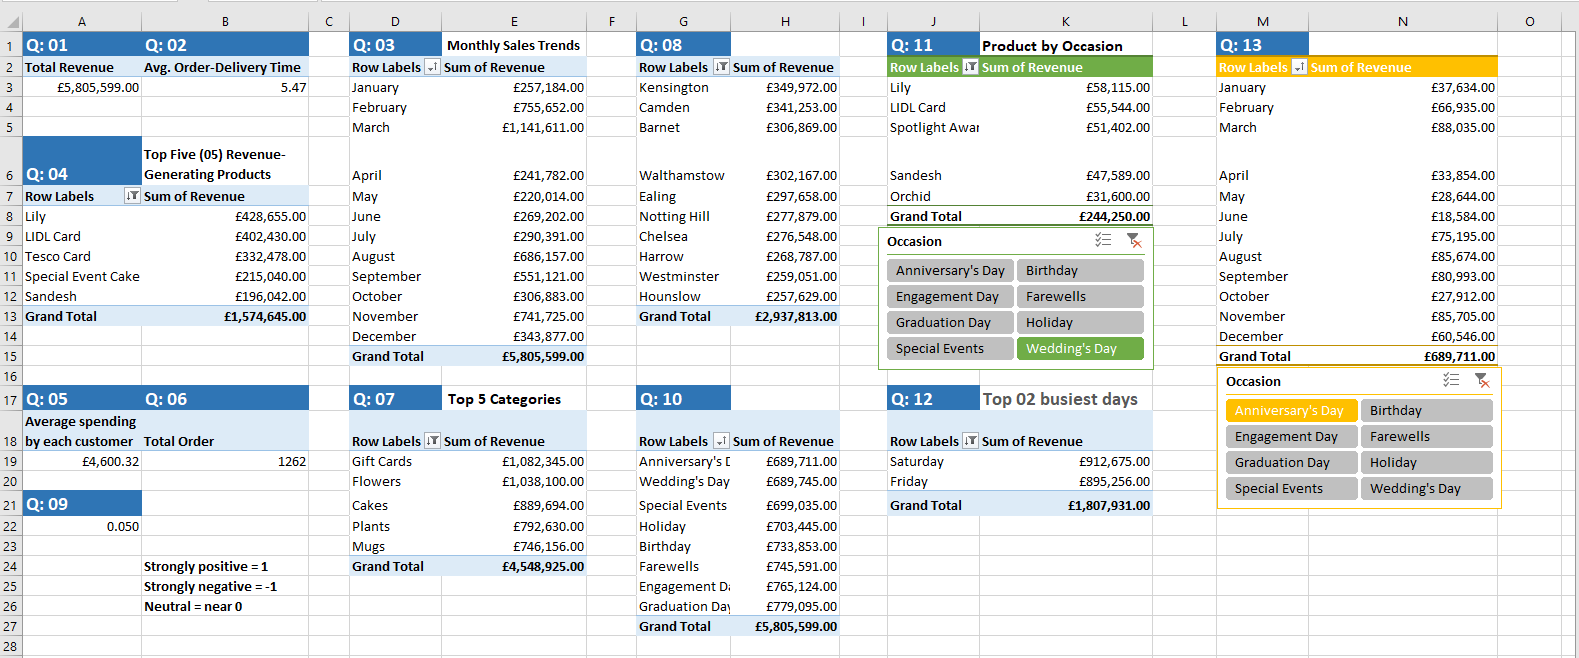 A B C D E F G H I J K L M N O
1 Q: 01 Q: 02 Q: 03 Monthly Sales Trends Q: 08 Q: 11 Product by Occasion Q: 13
2 Total Revenue Avg. Order-Delivery Time Row Labels Sum of Revenue Row Labels Sum of Revenue Row Labels Sum of Revenue Row Labels Sum of Revenue
3 £5,805,599.00 5.47 January £257,184.00 Kensington £349,972.00 Lily £58,115.00 January £37,634.00
4 February £755,652.00 Camden £341,253.00 LIDL Card £55,544.00 February £66,935.00
5 March £1,141,611.00 Barnet £306,869.00 Spotlight Awar £51,402.00 March £88,035.00
Top Five (05) Revenue-
6 Q: 04 Generating Products April £241,782.00 Walthamstow £302,167.00 Sandesh £47,589.00 April £33,854.00
7 Row Labels Sum of Revenue May £220,014.00 Ealing £297,658.00 Orchid £31,600.00 May £28,644.00
8 Lily £428,655.00 June £269,202.00 Notting Hill £277,879.00 Grand Total £244,250.00 June £18,584.00
9 LIDL Card £402,430.00 July £290,391.00 Chelsea £276,548.00 Occasion July £75,195.00
10 Tesco Card £332,478.00 August £686,157.00 Harrow £268,787.00 August £85,674.00
11 Special Event Cake £215,040.00 September £551,121.00 Westminster £259,051.00 Anniversary's Day Birthday September £80,993.00
12 Sandesh £196,042.00 October £306,883.00 Hounslow £257,629.00 Engagement Day Farewells October £27,912.00
13 Grand Total £1,574,645.00 November £741,725.00 Grand Total £2,937,813.00 Graduation Day Holiday November £85,705.00
14 December £343,877.00 Special Events Wedding's Day December £60,546.00
15 Grand Total £5,805,599.00 Grand Total £689,711.00
16 Occasion
17 Q: 05 Q: 06 Q: 07 Top 5 Categories Q: 10 Q: 12 Top 02 busiest days
Average spending Anniversary's Day Birthday
18 by each customer Total Order Row Labels Sum of Revenue Row Labels Sum of Revenue Row Labels Sum of Revenue Engagement Day Farewells
19 £4,600.32 1262 Gift Cards £1,082,345.00 Anniversary's D £689,711.00 Saturday £912,675.00 Graduation Day Holiday
20 Flowers £1,038,100.00 Wedding's Day £689,745.00 Friday £895,256.00 Special Events Wedding's Day
21 Q: 09 Cakes £889,694.00 Special Events £699,035.00 Grand Total £1,807,931.00
22 0.050 Plants £792,630.00 Holiday £703,445.00
23 Mugs £746,156.00 Birthday £733,853.00
24 Strongly positive = 1 Grand Total £4,548,925.00 Farewells £745,591.00
25 Strongly negative = -1 Engagement Da £765,124.00
26 Neutral = near 0 Graduation Day £779,095.00
27 Grand Total £5,805,599.00
28